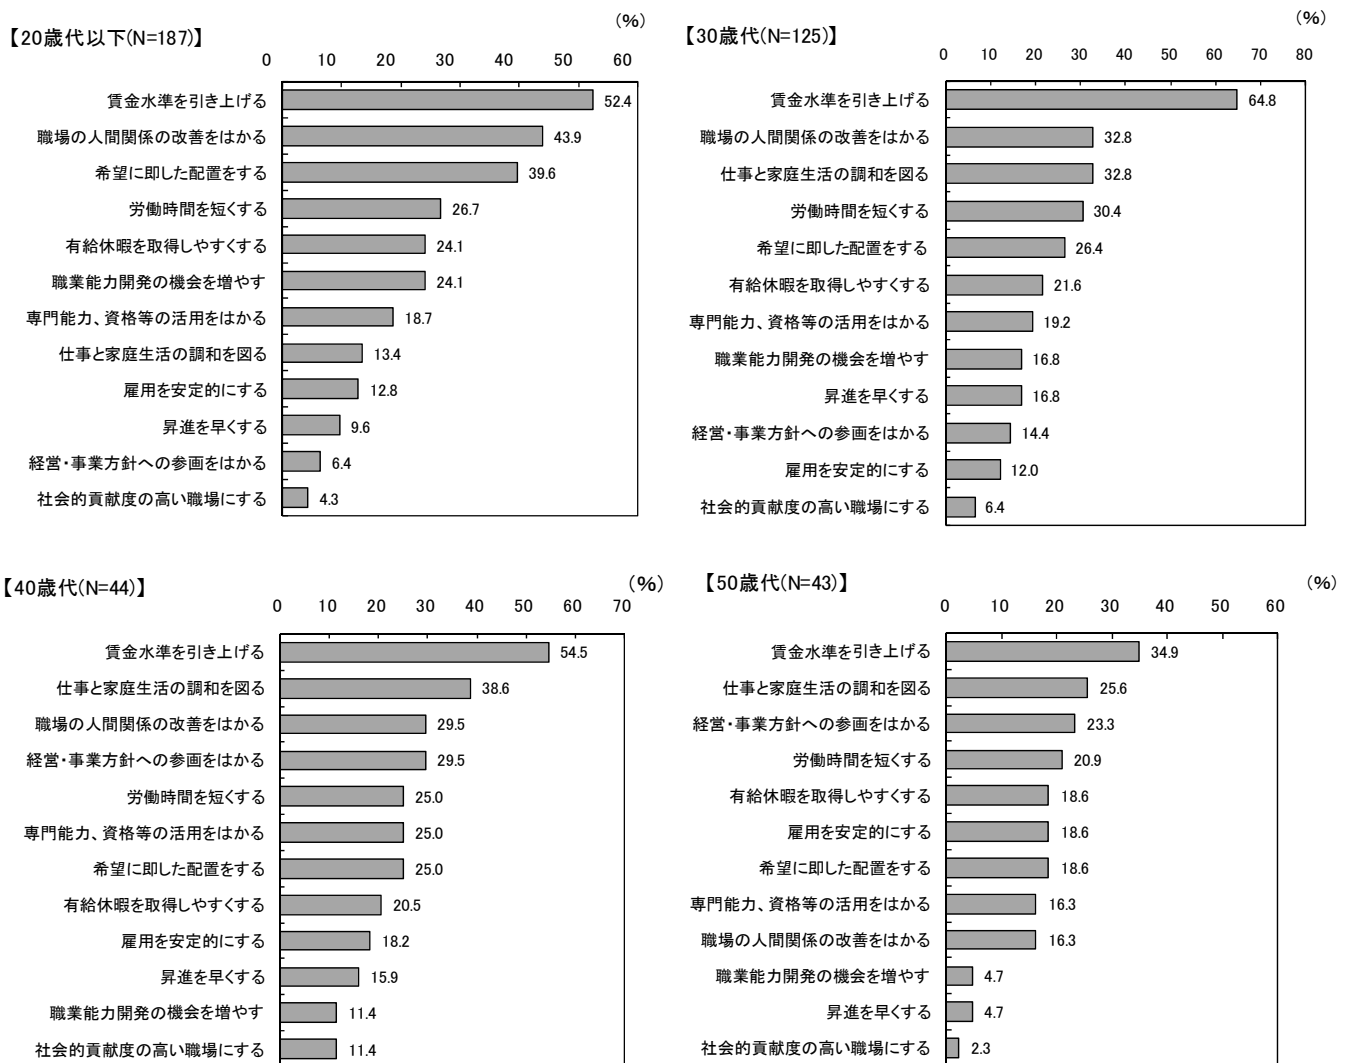 【20歳代以下(N=187)】
(%)
0 10 20 30 40 50 60
賃金水準を引き上げる 52.4
職場の人間関係の改善をはかる 43.9
希望に即した配置をする 39.6
労働時間を短くする 26.7
有給休暇を取得しやすくする 24.1
職業能力開発の機会を増やす 24.1
専門能力、資格等の活用をはかる 18.7
仕事と家庭生活の調和を図る 13.4
雇用を安定的にする 12.8
昇進を早くする 9.6
経営・事業方針への参画をはかる 6.4
社会的貢献度の高い職場にする 4.3
【30歳代(N=125)】
(%)
0 10 20 30 40 50 60 70 80
賃金水準を引き上げる 64.8
職場の人間関係の改善をはかる 32.8
仕事と家庭生活の調和を図る 32.8
労働時間を短くする 30.4
希望に即した配置をする 26.4
有給休暇を取得しやすくする 21.6
専門能力、資格等の活用をはかる 19.2
職業能力開発の機会を増やす 16.8
昇進を早くする 16.8
経営・事業方針への参画をはかる 14.4
雇用を安定的にする 12.0
社会的貢献度の高い職場にする 6.4
【40歳代(N=44)】
(%)
0 10 20 30 40 50 60 70
賃金水準を引き上げる 54.5
仕事と家庭生活の調和を図る 38.6
職場の人間関係の改善をはかる 29.5
経営・事業方針への参画をはかる 29.5
労働時間を短くする 25.0
専門能力、資格等の活用をはかる 25.0
希望に即した配置をする 25.0
有給休暇を取得しやすくする 20.5
雇用を安定的にする 18.2
昇進を早くする 15.9
職業能力開発の機会を増やす 11.4
社会的貢献度の高い職場にする 11.4
【50歳代(N=43)】
(%)
0 10 20 30 40 50 60
賃金水準を引き上げる 34.9
仕事と家庭生活の調和を図る 25.6
経営・事業方針への参画をはかる 23.3
労働時間を短くする 20.9
有給休暇を取得しやすくする 18.6
雇用を安定的にする 18.6
希望に即した配置をする 18.6
専門能力、資格等の活用をはかる 16.3
職場の人間関係の改善をはかる 16.3
職業能力開発の機会を増やす 4.7
昇進を早くする 4.7
社会的貢献度の高い職場にする 2.3